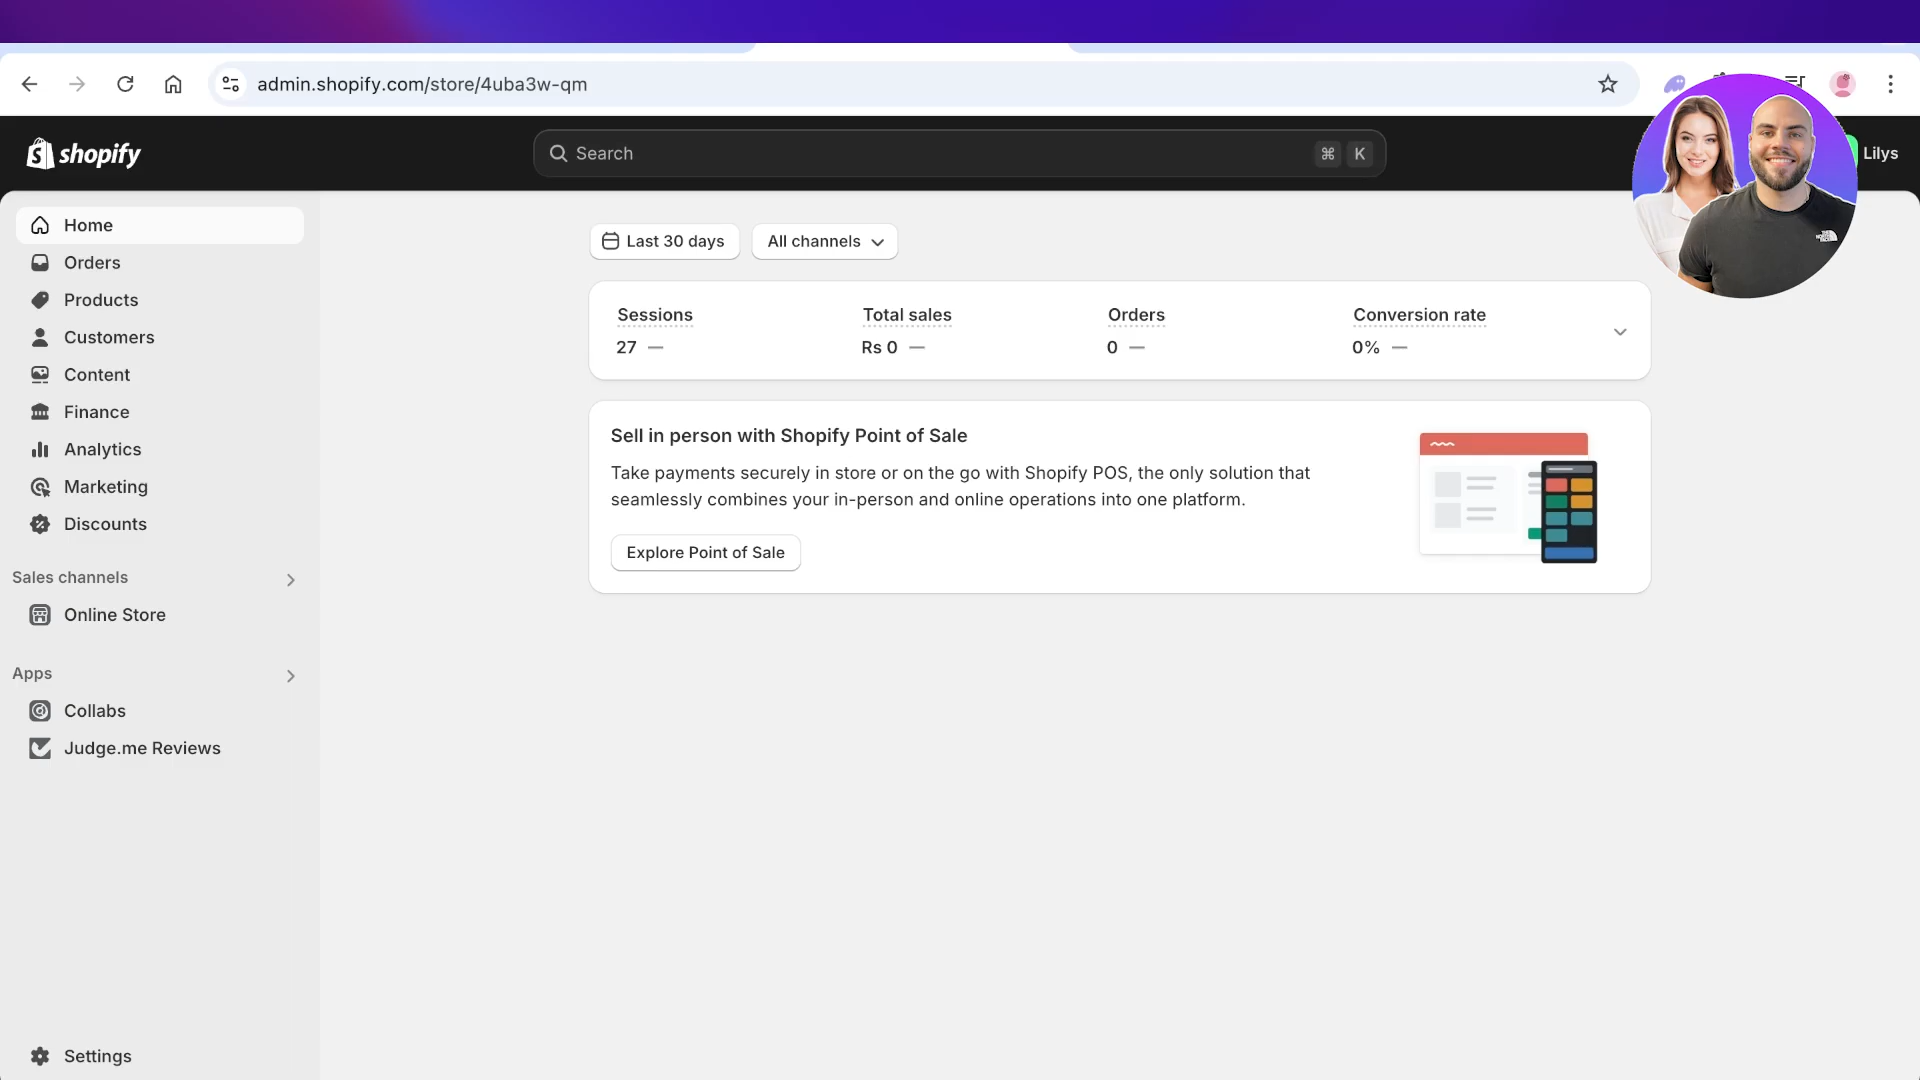 admin.shopify.com/store/4uba3w-qm
shopify
Search
⌘ K
Lilys
Home
Orders
Products
Customers
Content
Finance
Analytics
Marketing
Discounts
Sales channels
Online Store
Apps
Collabs
Judge.me Reviews
Settings
Last 30 days
All channels
Sessions
27 —
Total sales
Rs 0 —
Orders
0 —
Conversion rate
0% —
Sell in person with Shopify Point of Sale
Take payments securely in store or on the go with Shopify POS, the only solution that
seamlessly combines your in-person and online operations into one platform.
Explore Point of Sale